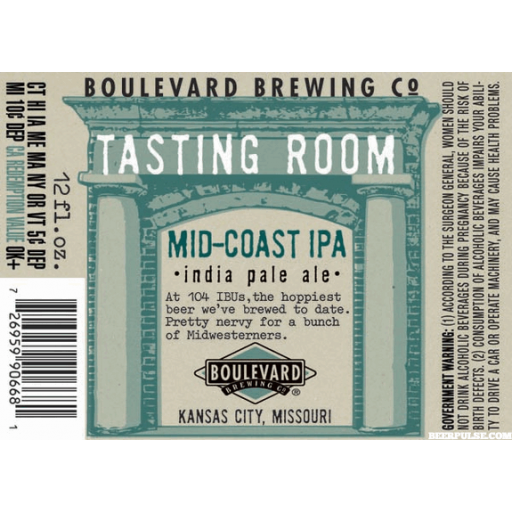 BOULEVARD BREWING Cº
TASTING ROOM
MID-COAST IPA
•india pale ale•
At 104 IBUs, the hoppiest
beer we've brewed to date.
Pretty nervy for a bunch
of Midwesterners.
BOULEVARD
BREWING Cº
®
KANSAS CITY, MISSOURI
CT HI IA ME MA NY OR VT 5¢ DEP
MI 10¢ DEP CA REDEMPTION VALUE OK+
12 fl. oz.
7 26959 90668 1
GOVERNMENT WARNING: (1) ACCORDING TO THE SURGEON GENERAL, WOMEN SHOULD
NOT DRINK ALCOHOLIC BEVERAGES DURING PREGNANCY BECAUSE OF THE RISK OF
BIRTH DEFECTS. (2) CONSUMPTION OF ALCOHOLIC BEVERAGES IMPAIRS YOUR ABILI-
TY TO DRIVE A CAR OR OPERATE MACHINERY, AND MAY CAUSE HEALTH PROBLEMS.
BEERPULSE.COM